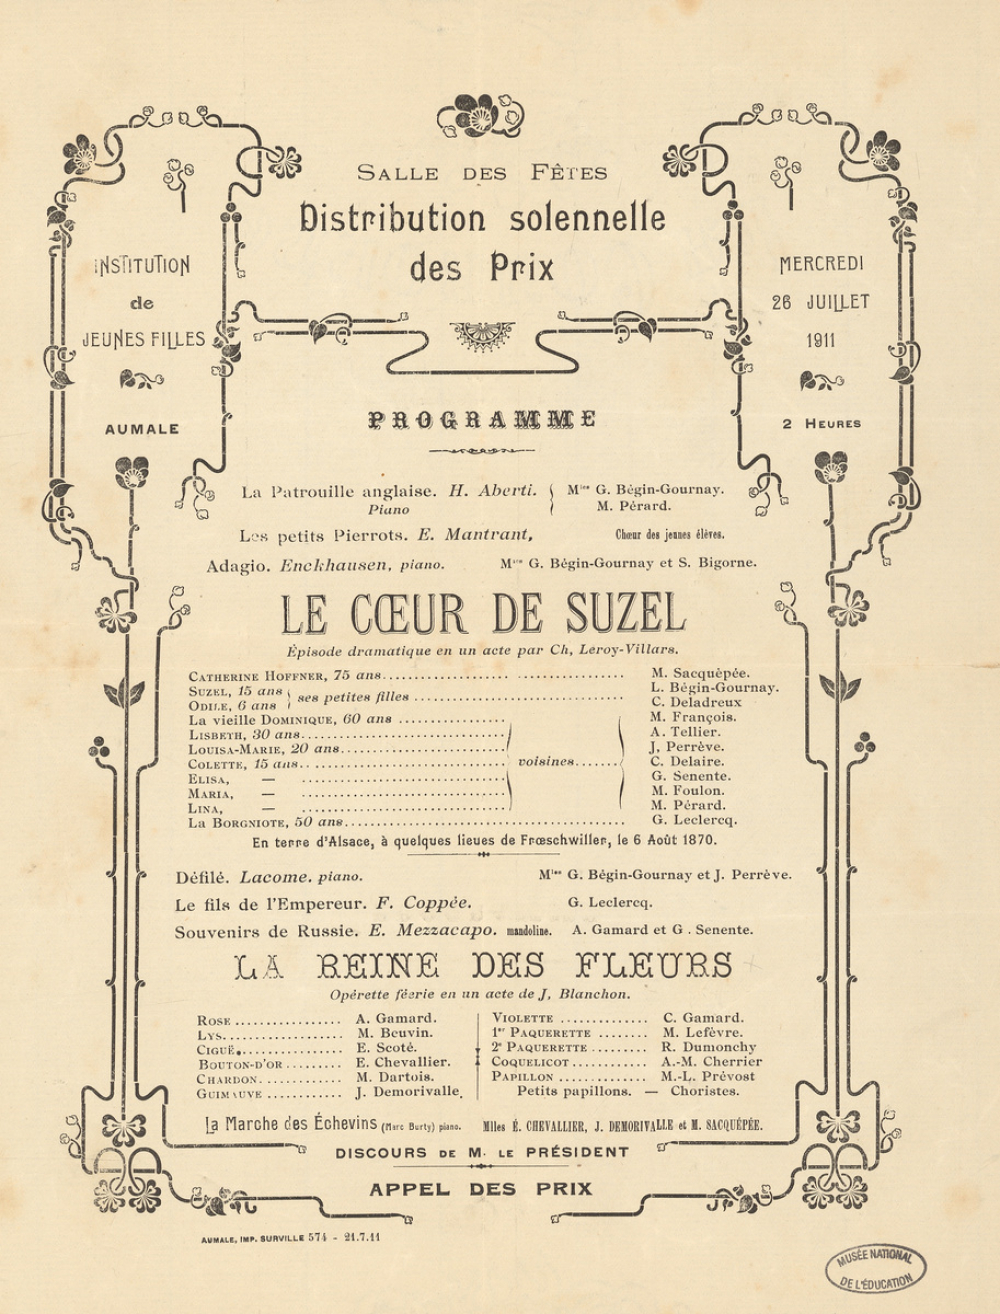 SALLE DES FÊTES
Distribution solennelle
des Prix
INSTITUTION
de
JEUNES FILLES
AUMALE
MERCREDI
26 JUILLET
1911
2 HEURES
PROGRAMME
La Patrouille anglaise. H. Aberti. M^lles G. Bégin-Gournay.
Piano M. Pérard.
Les petits Pierrots. E. Mantrant, Chœur des jeunes élèves.
Adagio. Enckhausen, piano. M^lles G. Bégin-Gournay et S. Bigorne.
LE CŒUR DE SUZEL
Épisode dramatique en un acte par Ch, Leroy-Villars.
CATHERINE HOFFNER, 75 ans........................ M. Sacquépée.
SUZEL, 15 ans ses petites filles ........................ L. Bégin-Gournay.
ODILE, 6 ans C. Deladreux
La vieille DOMINIQUE, 60 ans ............ M. François.
LISBETH, 30 ans........................ A. Tellier.
LOUISA-MARIE, 20 ans.................. J, Perrève.
COLETTE, 15 ans........................ voisines....... C. Delaire.
ELISA, — ........................ G. Senente.
MARIA, — ........................ M. Foulon.
LINA, — ........................ M. Pérard.
La BORGNIOTE, 50 ans........................ G. Leclercq.
En terre d'Alsace, à quelques lieues de Frœschwiller, le 6 Août 1870.
Défilé. Lacome. piano. M^lles G. Bégin-Gournay et J. Perrève.
Le fils de l'Empereur. F. Coppée. G. Leclercq.
Souvenirs de Russie. E. Mezzacapo. mandoline. A. Gamard et G . Senente.
LA REINE DES FLEURS
Opérette féerie en un acte de J, Blanchon.
ROSE ................ A. Gamard.
LYS................... M. Beuvin.
CIGUË................ E. Scoté.
BOUTON-D'OR ........ E. Chevallier.
CHARDON............ M. Dartois.
GUIMAUVE ........... J. Demorivalle.
VIOLETTE ............. C. Gamard.
1re PAQUERETTE ....... M. Lefèvre.
2e PAQUERETTE ......... R. Dumonchy
COQUELICOT............ A.-M. Cherrier
PAPILLON ............. M.-L. Prévost
Petits papillons. — Choristes.
La Marche des Échevins (Marc Burty) piano. Mlles É. CHEVALLIER, J. DEMORIVALLE et M. SACQUÉPÉE.
DISCOURS DE M. LE PRÉSIDENT
APPEL DES PRIX
AUMALE, IMP. SURVILLE 574 - 21.7.11
MUSÉE NATIONAL
DE L'ÉDUCATION